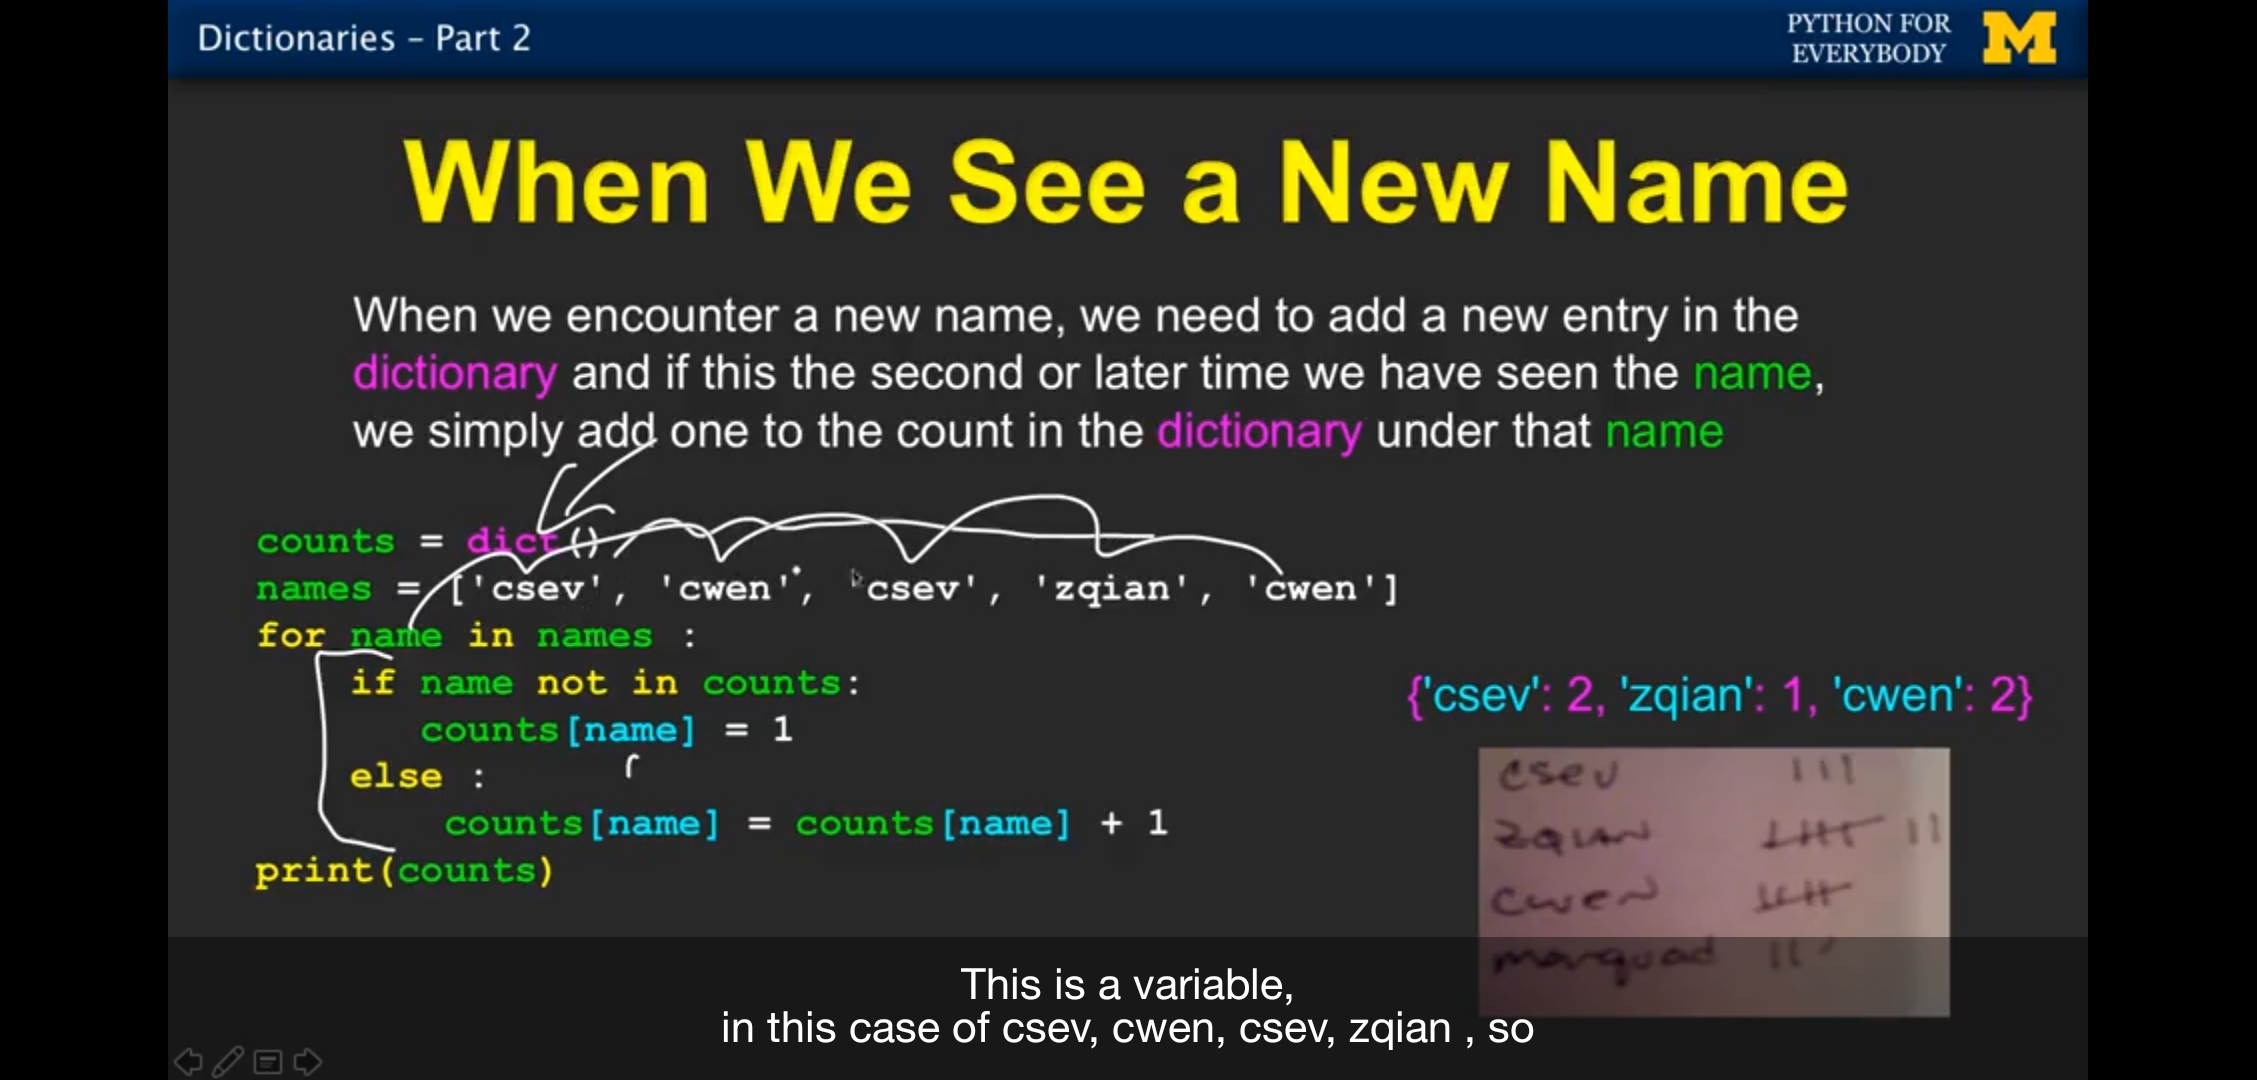 Dictionaries – Part 2
PYTHON FOR
EVERYBODY
M
When We See a New Name
When we encounter a new name, we need to add a new entry in the
dictionary and if this the second or later time we have seen the name,
we simply add one to the count in the dictionary under that name
counts = dict()
names = ['csev', 'cwen', 'csev', 'zqian', 'cwen']
for name in names :
if name not in counts:
counts[name] = 1
else :
counts[name] = counts[name] + 1
print(counts)
{'csev': 2, 'zqian': 1, 'cwen': 2}
csev
zqian
cwen
marquad
This is a variable,
in this case of csev, cwen, csev, zqian , so